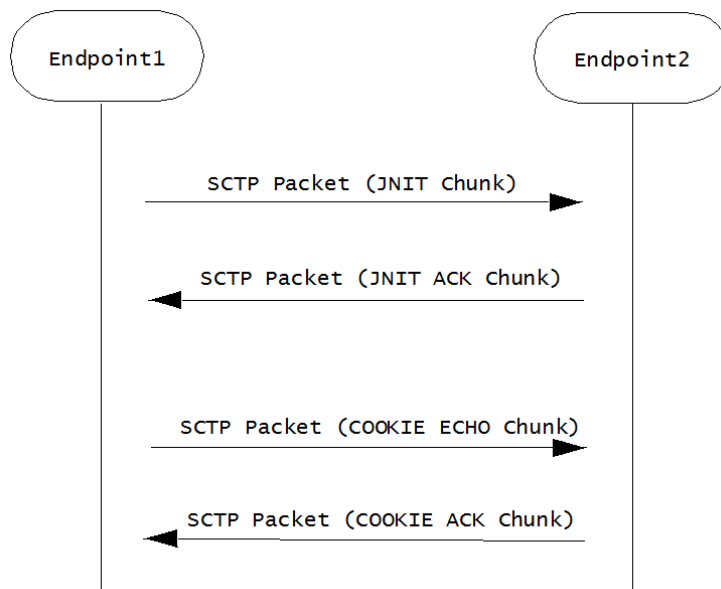 Endpoint1
Endpoint2
SCTP Packet (JNIT Chunk)
SCTP Packet (JNIT ACK Chunk)
SCTP Packet (COOKIE ECHO Chunk)
SCTP Packet (COOKIE ACK Chunk)